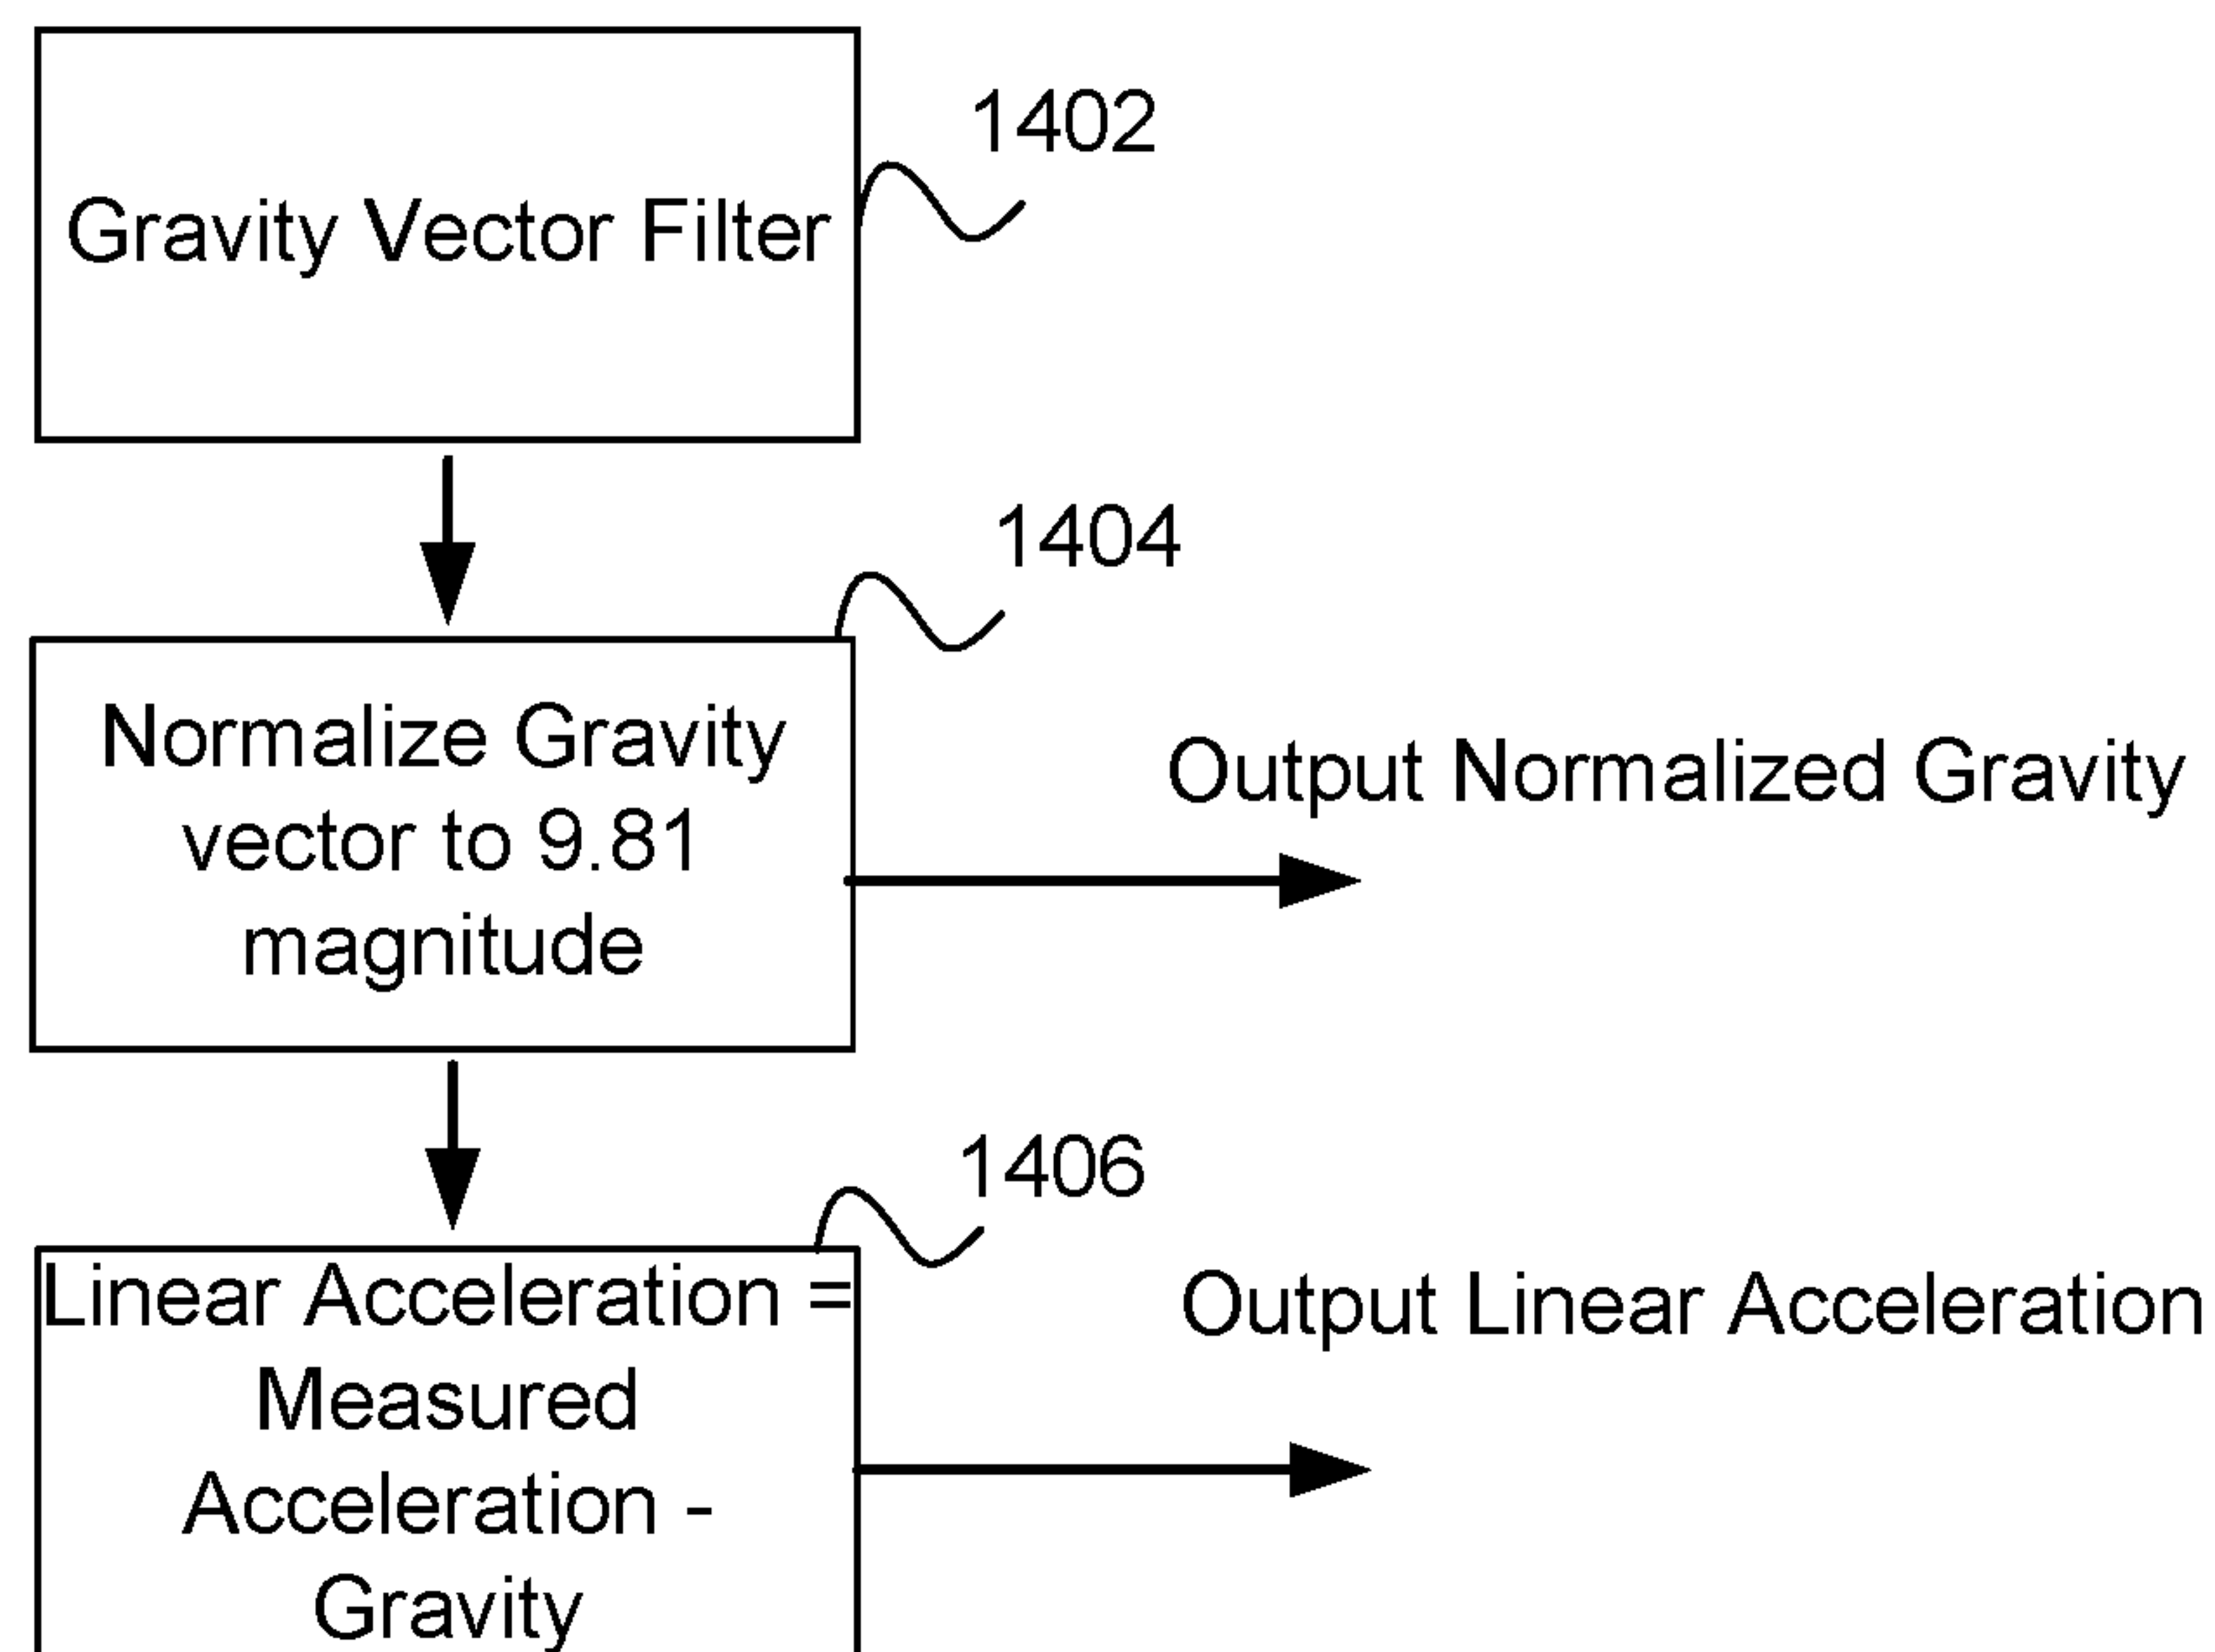 1402
Gravity Vector Filter
1404
Normalize Gravity
vector to 9.81
magnitude
Output Normalized Gravity
1406
Linear Acceleration =
Measured
Acceleration -
Gravity
Output Linear Acceleration